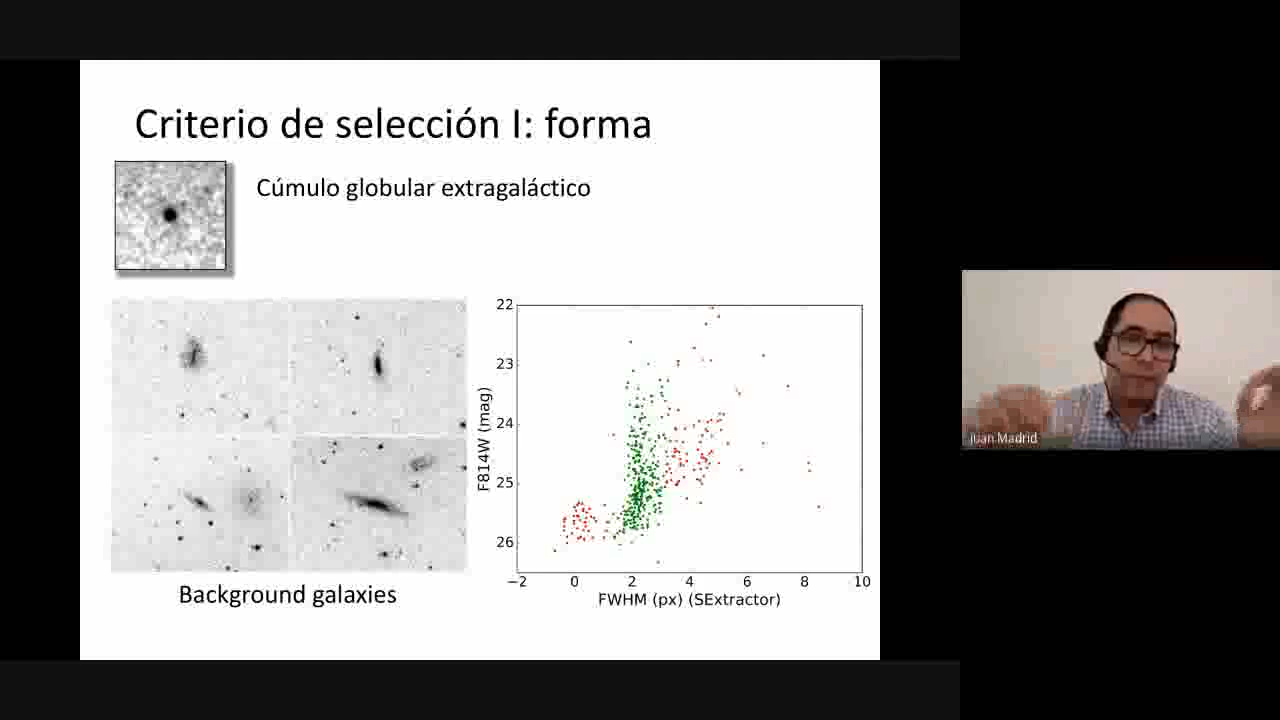 Criterio de selección I: forma
Cúmulo globular extragaláctico
Background galaxies
22
23
24
25
26
F814W (mag)
−2 0 2 4 6 8 10
FWHM (px) (SExtractor)
Juan Madrid